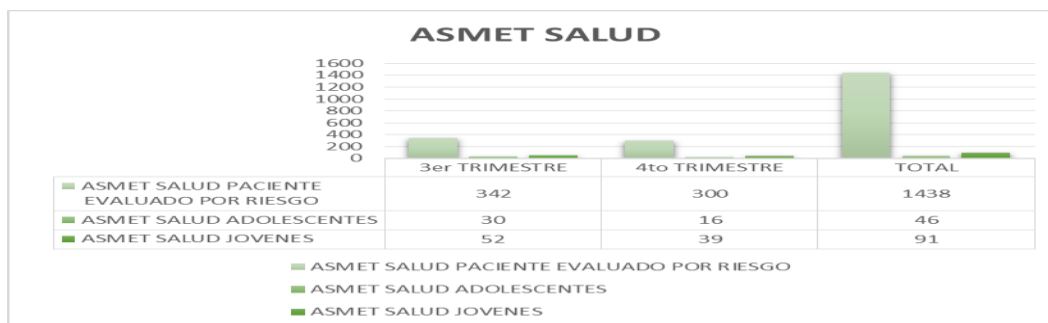 ASMET SALUD
1600
1400
1200
1000
800
600
400
200
0
3er TRIMESTRE 4to TRIMESTRE TOTAL
ASMET SALUD PACIENTE
EVALUADO POR RIESGO 342 300 1438
ASMET SALUD ADOLESCENTES 30 16 46
ASMET SALUD JOVENES 52 39 91
ASMET SALUD PACIENTE EVALUADO POR RIESGO
ASMET SALUD ADOLESCENTES
ASMET SALUD JOVENES